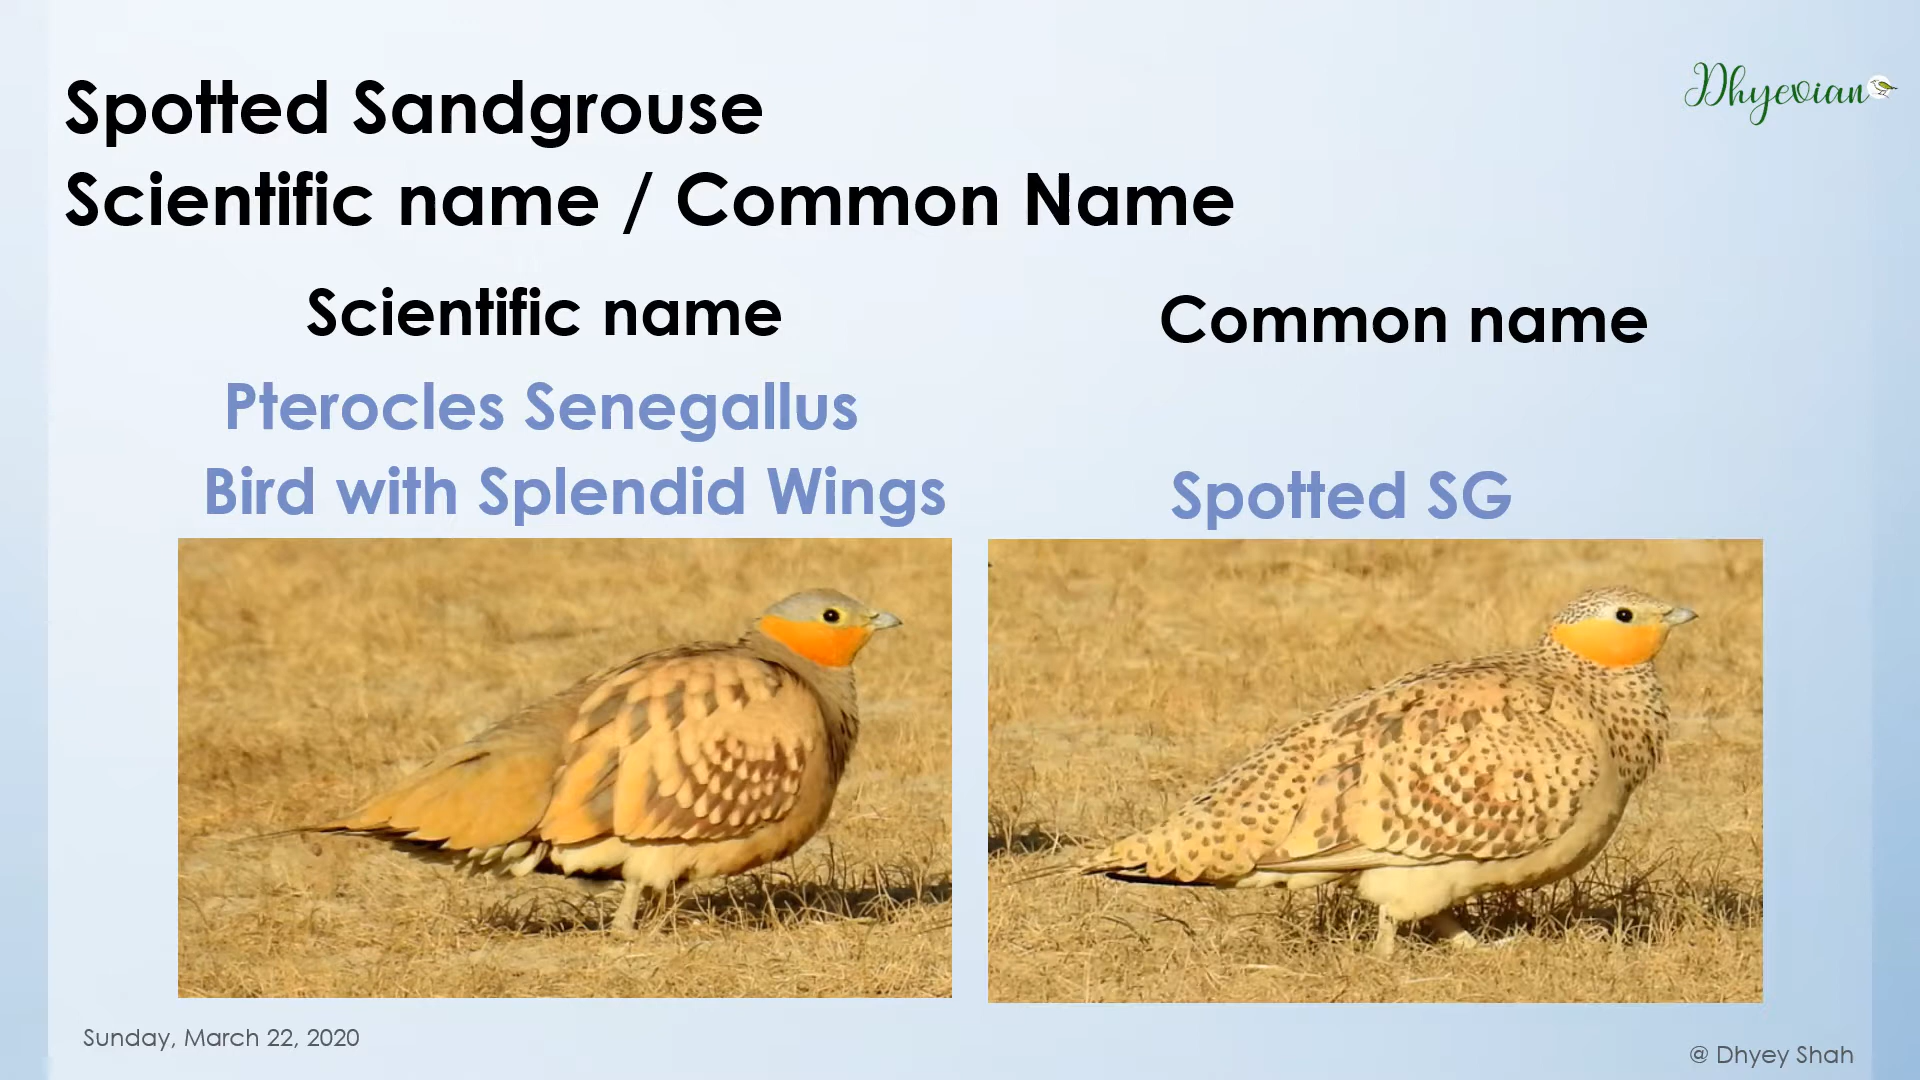 Spotted Sandgrouse
Dhyevian
Scientific name / Common Name
Scientific name
Common name
Pterocles Senegallus
Bird with Splendid Wings
Spotted SG
Sunday, March 22, 2020
@ Dhyey Shah